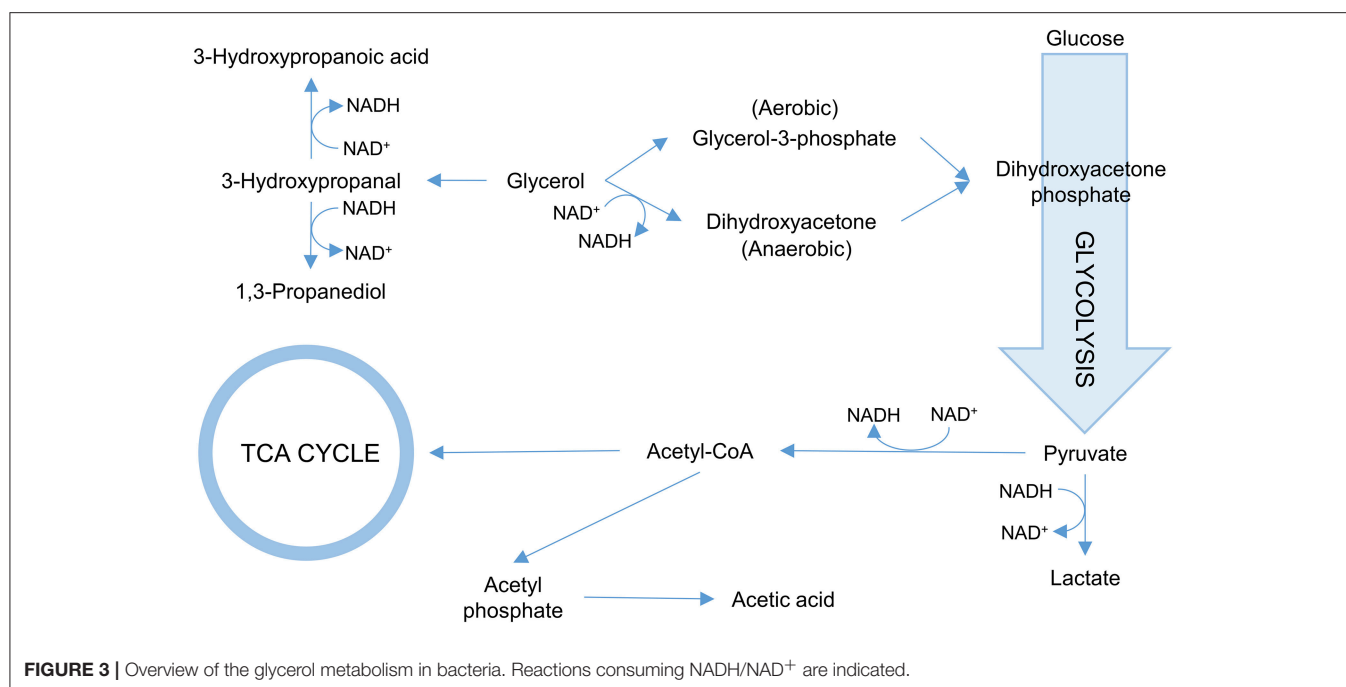 Glucose
3-Hydroxypropanoic acid
NADH
NAD⁺
(Aerobic)
Glycerol-3-phosphate
3-Hydroxypropanal
Glycerol
Dihydroxyacetone
phosphate
NADH
NAD⁺
NAD⁺
NADH
Dihydroxyacetone
(Anaerobic)
1,3-Propanediol
GLYCOLYSIS
TCA CYCLE
Acetyl-CoA
NADH
NAD⁺
Pyruvate
NADH
NAD⁺
Lactate
Acetyl
phosphate
Acetic acid
FIGURE 3 | Overview of the glycerol metabolism in bacteria. Reactions consuming NADH/NAD⁺ are indicated.